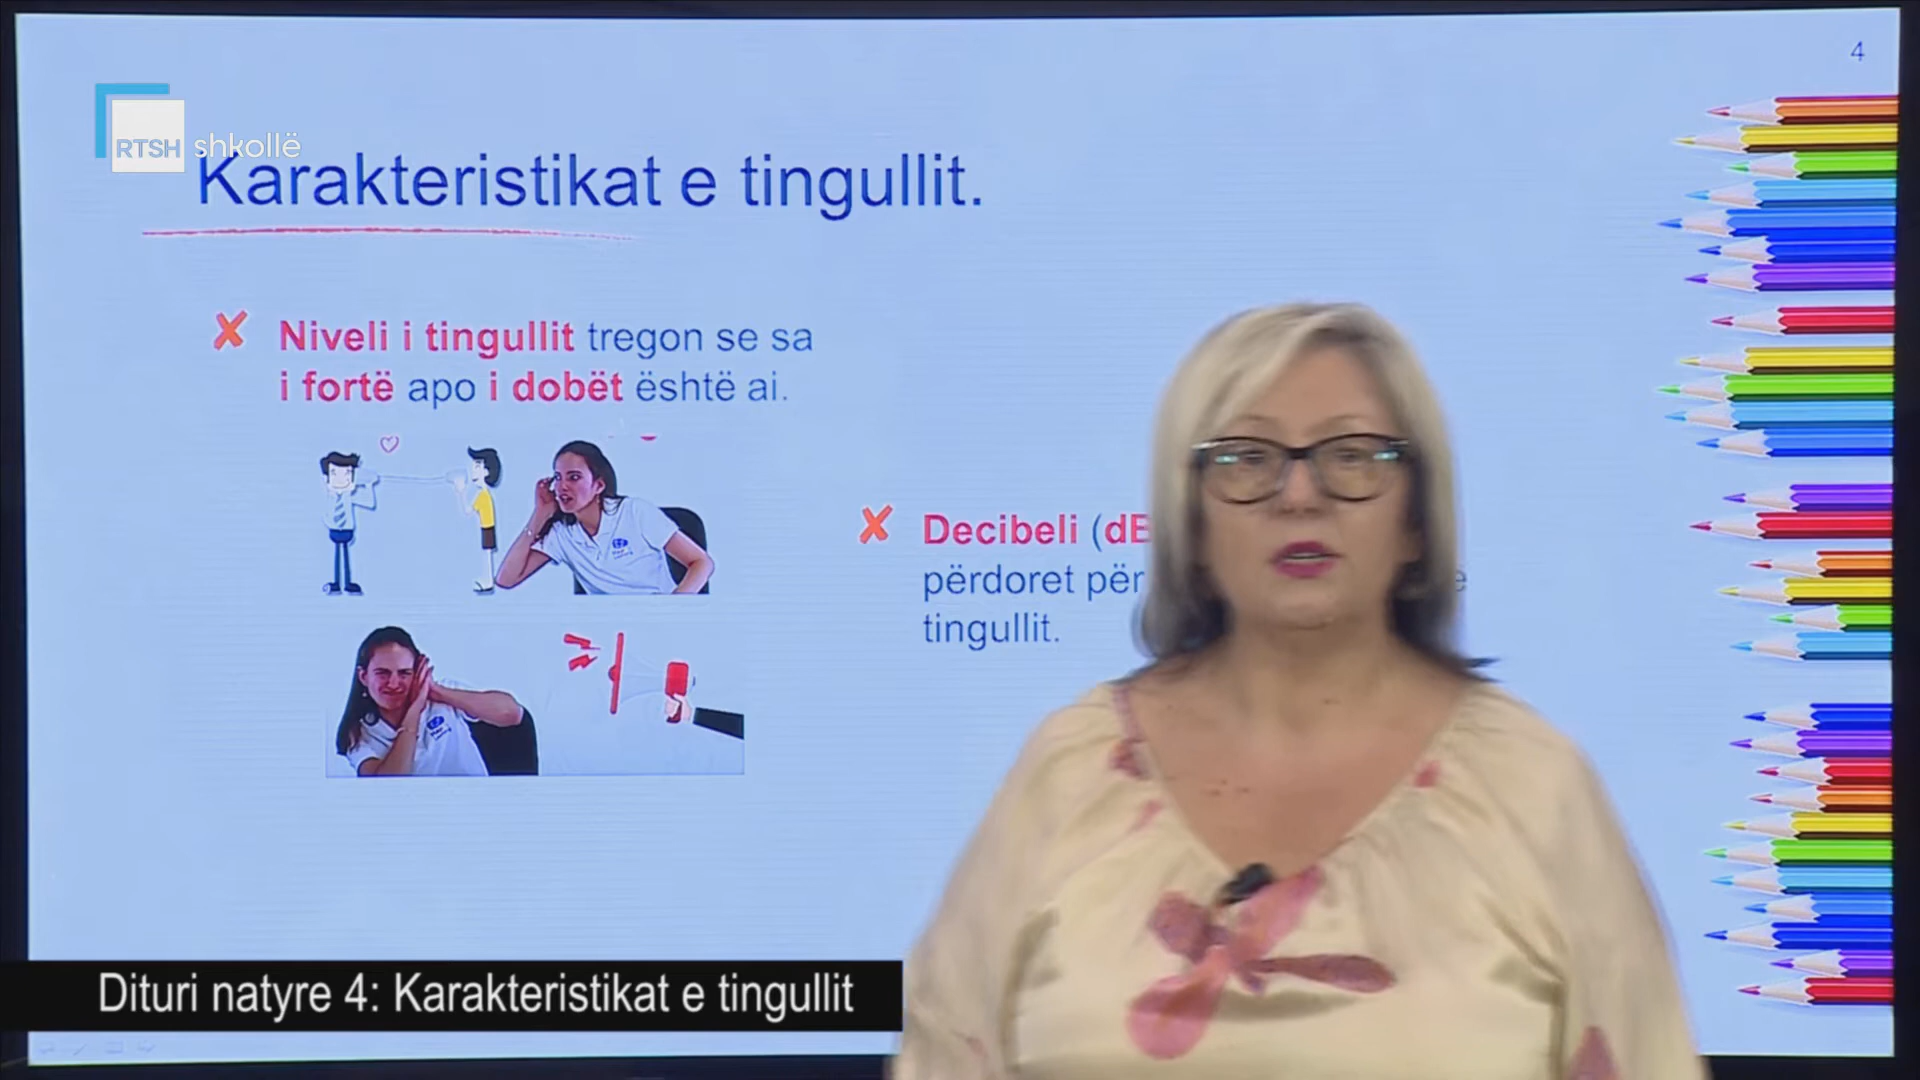 4
RTSH shkollë
Karakteristikat e tingullit.
✘ Niveli i tingullit tregon se sa
i fortë apo i dobët është ai.
✘ Decibeli (dB
përdoret për
tingullit.
Dituri natyre 4: Karakteristikat e tingullit